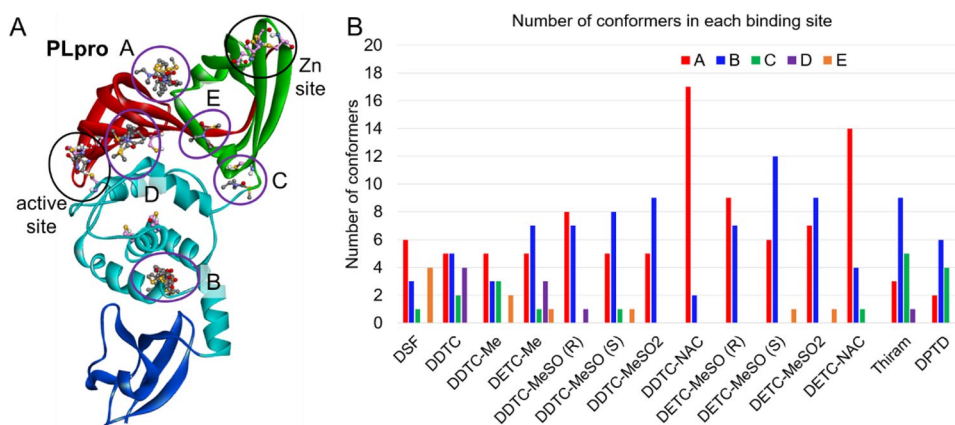 A
PLpro
A
Zn
site
E
C
D
active
site
B
B
Number of conformers in each binding site
A B C D E
Number of conformers
20
18
16
14
12
10
8
6
4
2
0
DSF
DDTC
DDTC-Me
DETC-Me
DDTC-MeSO (R)
DDTC-MeSO (S)
DDTC-MeSO2
DDTC-NAC
DETC-MeSO (R)
DETC-MeSO (S)
DETC-MeSO2
DETC-NAC
Thiram
DPTD